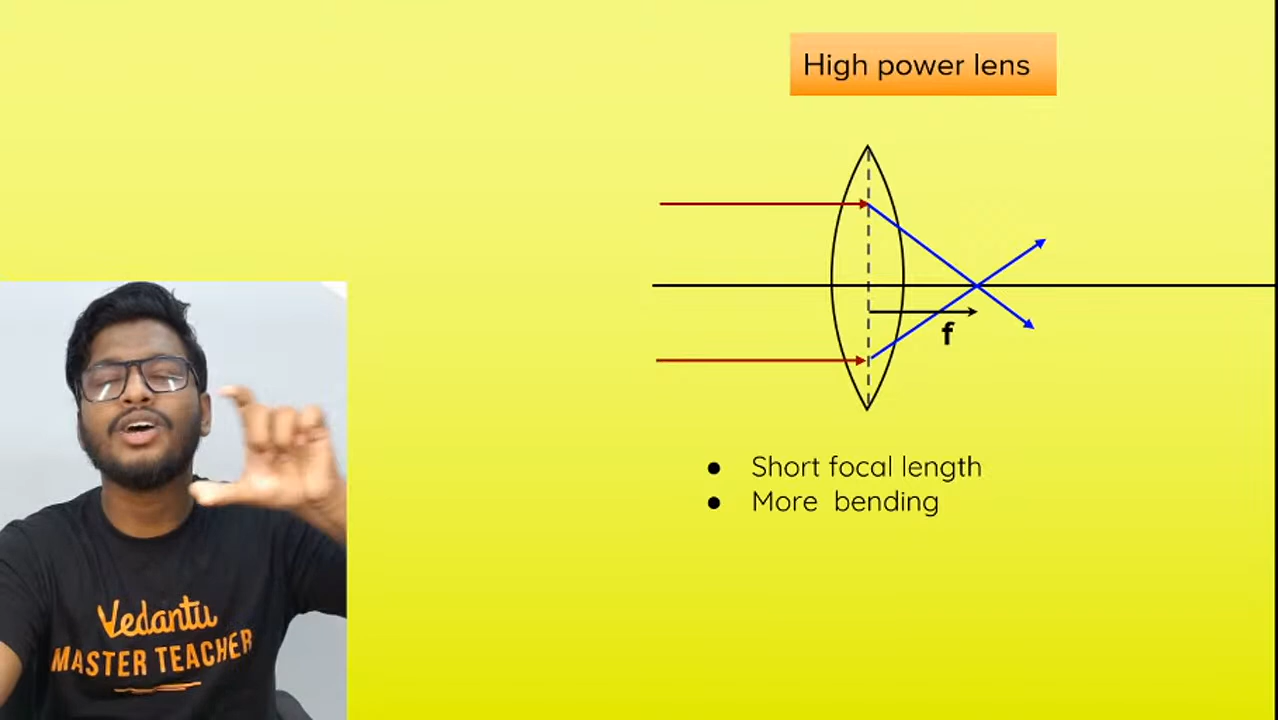 High power lens
f
● Short focal length
● More bending
Vedantu
MASTER TEACHER